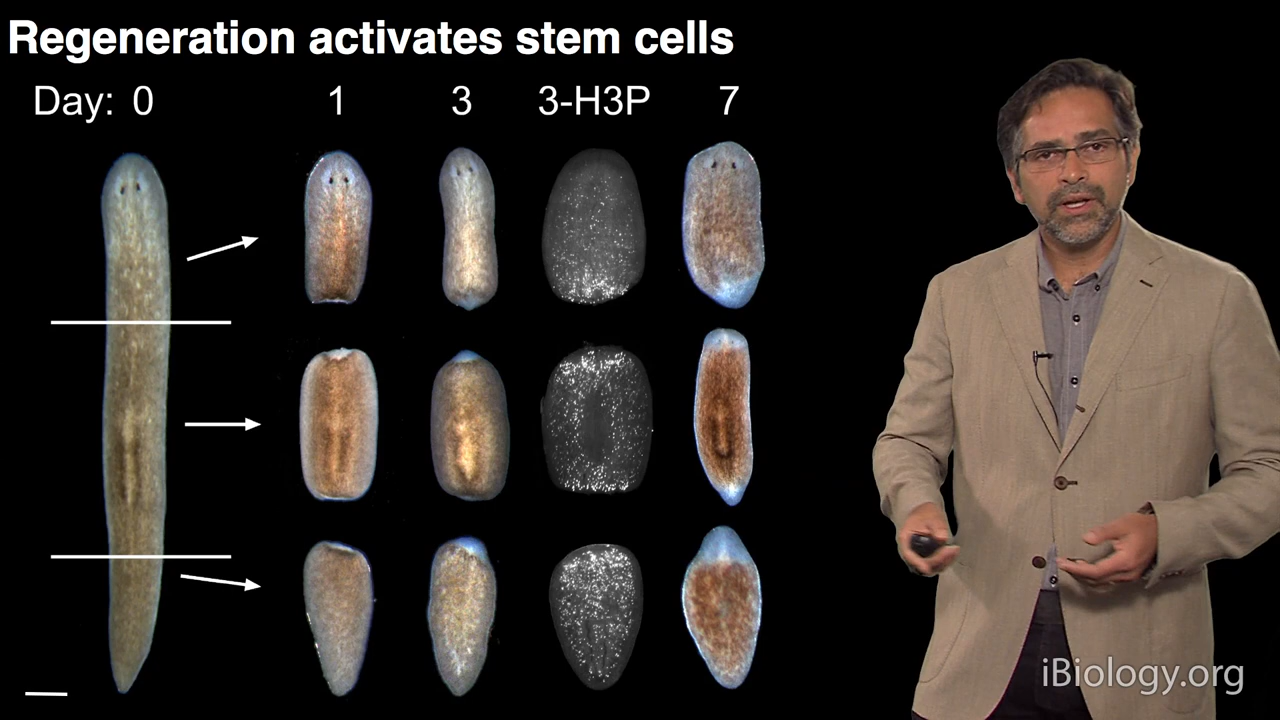 Regeneration activates stem cells
Day: 0 1 3 3-H3P 7
iBiology.org